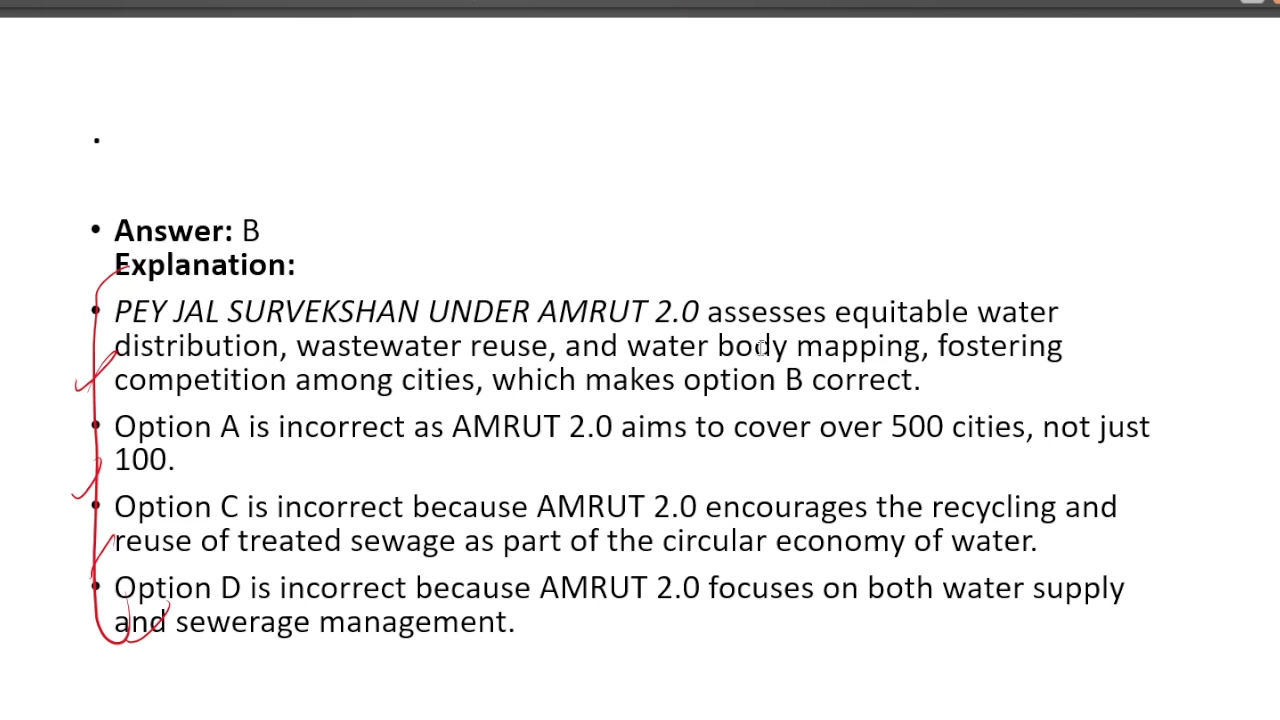 .
• Answer: B
Explanation:
• PEY JAL SURVEKSHAN UNDER AMRUT 2.0 assesses equitable water
distribution, wastewater reuse, and water body mapping, fostering
competition among cities, which makes option B correct.
• Option A is incorrect as AMRUT 2.0 aims to cover over 500 cities, not just
100.
• Option C is incorrect because AMRUT 2.0 encourages the recycling and
reuse of treated sewage as part of the circular economy of water.
• Option D is incorrect because AMRUT 2.0 focuses on both water supply
and sewerage management.